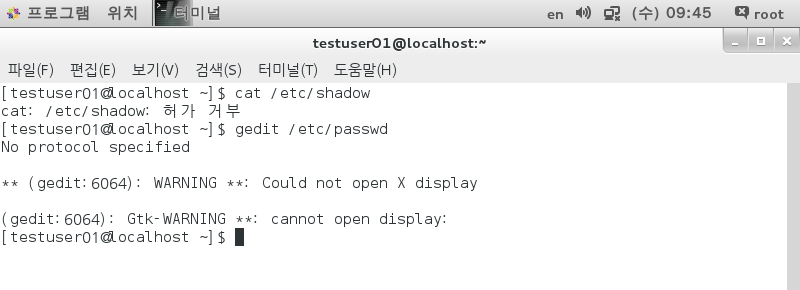 프로그램 위치 터미널 en (수) 09:45 root
testuser01@localhost:~
파일(F) 편집(E) 보기(V) 검색(S) 터미널(T) 도움말(H)
[testuser01@localhost ~]$ cat /etc/shadow
cat: /etc/shadow: 허가 거부
[testuser01@localhost ~]$ gedit /etc/passwd
No protocol specified
** (gedit:6064): WARNING **: Could not open X display
(gedit:6064): Gtk-WARNING **: cannot open display:
[testuser01@localhost ~]$